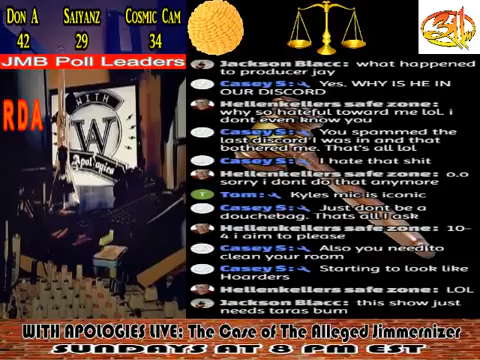 Don A
Saiyanz
Cosmic Cam
42
29
34
311
JMB Poll Leaders
RDA
WITH
W
Apologies
Jackson Blacc: what happened
to producer jay
Casey S: Yes. WHY IS HE IN
OUR DISCORD
Hellenkellers safe zone:
why so hateful toward me lol. i
dont even know you
Casey S: You spammed the
last discord I was in and that
bothered me. That's all lol
Casey S: I hate that shit
Hellenkellers safe zone: o.o
sorry i dont do that anymore
T
Tam: Kyles mic is iconic
Casey S: Just dont be a
douchebag. Thats all I ask
Hellenkellers safe zone: 10-
4 i aim to please
Casey S: Also you need to
clean your room
Casey S: Starting to look like
Hoarders
Hellenkellers safe zone: LOL
Jackson Blacc: this show just
needs taras bum
WITH APOLOGIES LIVE: The Case of The Alleged Jimmernizer
SUNDAYS AT 8 PM EST